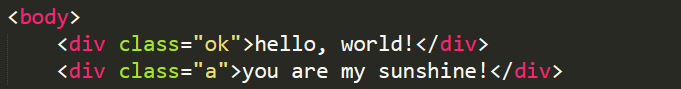 <body>
<div class="ok">hello, world!</div>
<div class="a">you are my sunshine!</div>